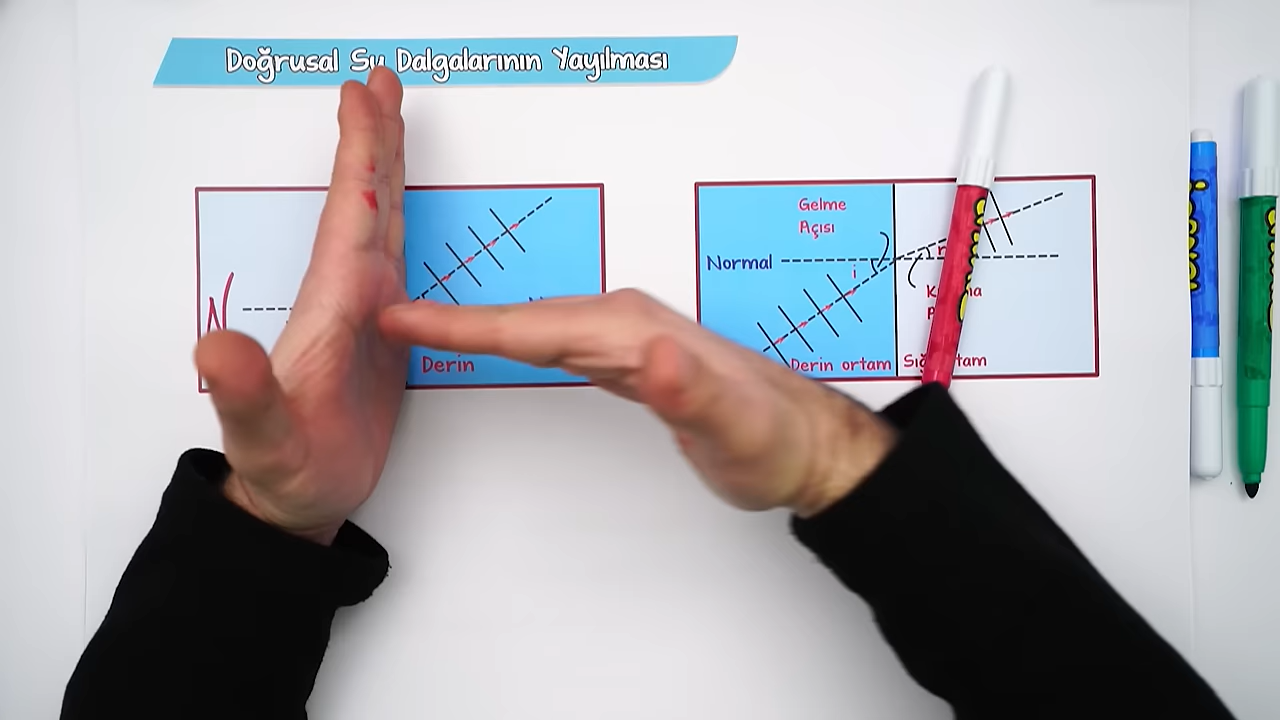 Doğrusal Su Dalgalarının Yayılması
N
Derin
Gelme
Açısı
Normal
i
r
Derin ortam